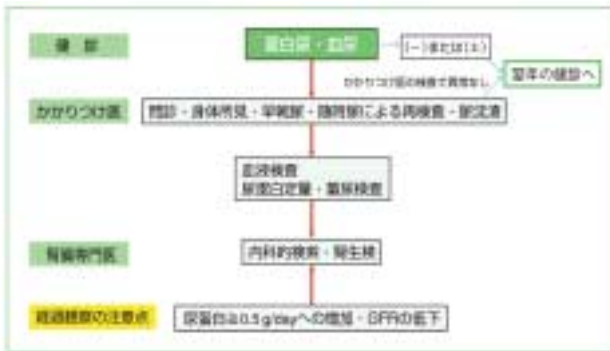 健 診
蛋白尿・血尿
(−)または(±)
かかりつけ医の検査で異常なし
翌年の健診へ
かかりつけ医
問診・身体所見・早朝尿・随時尿による再検査・尿沈渣
血液検査
尿蛋白定量・蓄尿検査
腎臓専門医
内科的検索・腎生検
経過観察の注意点
尿蛋白≧0.5g/dayへの増加・GFRの低下